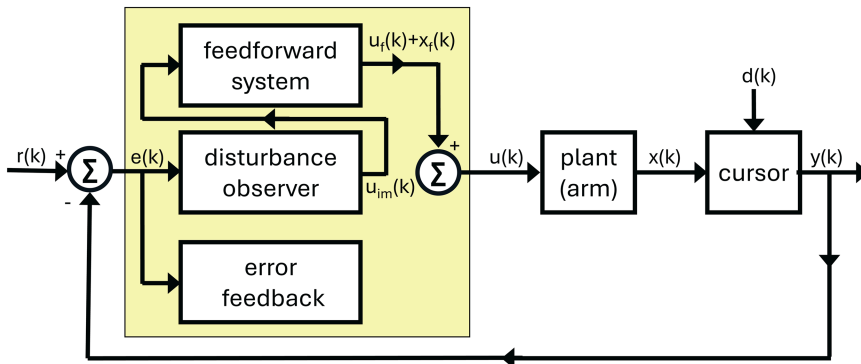 feedforward
system
u_f(k)+x_f(k)
d(k)
r(k)
+
Σ
-
e(k)
disturbance
observer
u_im(k)
+
Σ
u(k)
plant
(arm)
x(k)
cursor
y(k)
error
feedback